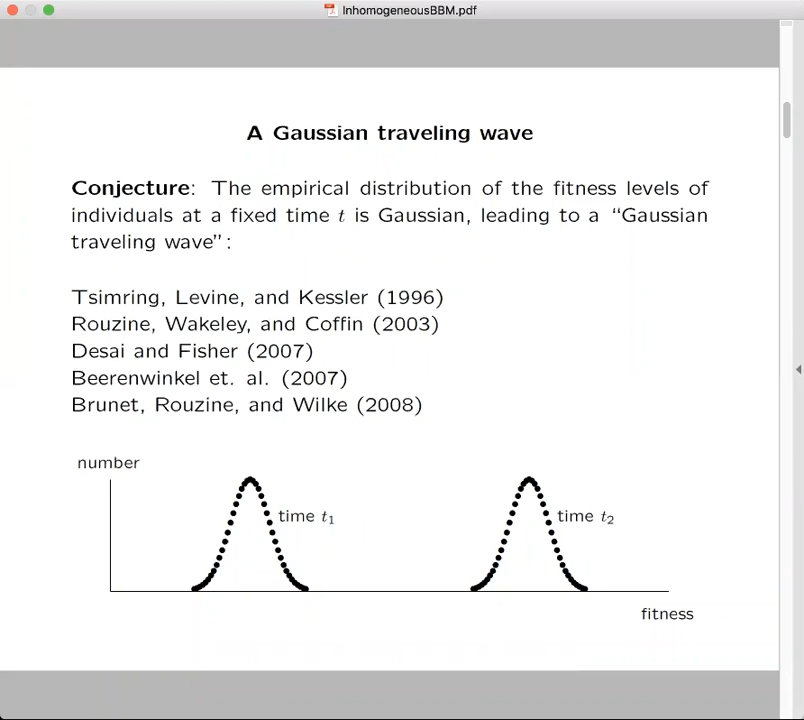 InhomogeneousBBM.pdf
A Gaussian traveling wave
Conjecture: The empirical distribution of the fitness levels of
individuals at a fixed time t is Gaussian, leading to a “Gaussian
traveling wave”:
Tsimring, Levine, and Kessler (1996)
Rouzine, Wakeley, and Coffin (2003)
Desai and Fisher (2007)
Beerenwinkel et. al. (2007)
Brunet, Rouzine, and Wilke (2008)
number
time t₁
time t₂
fitness